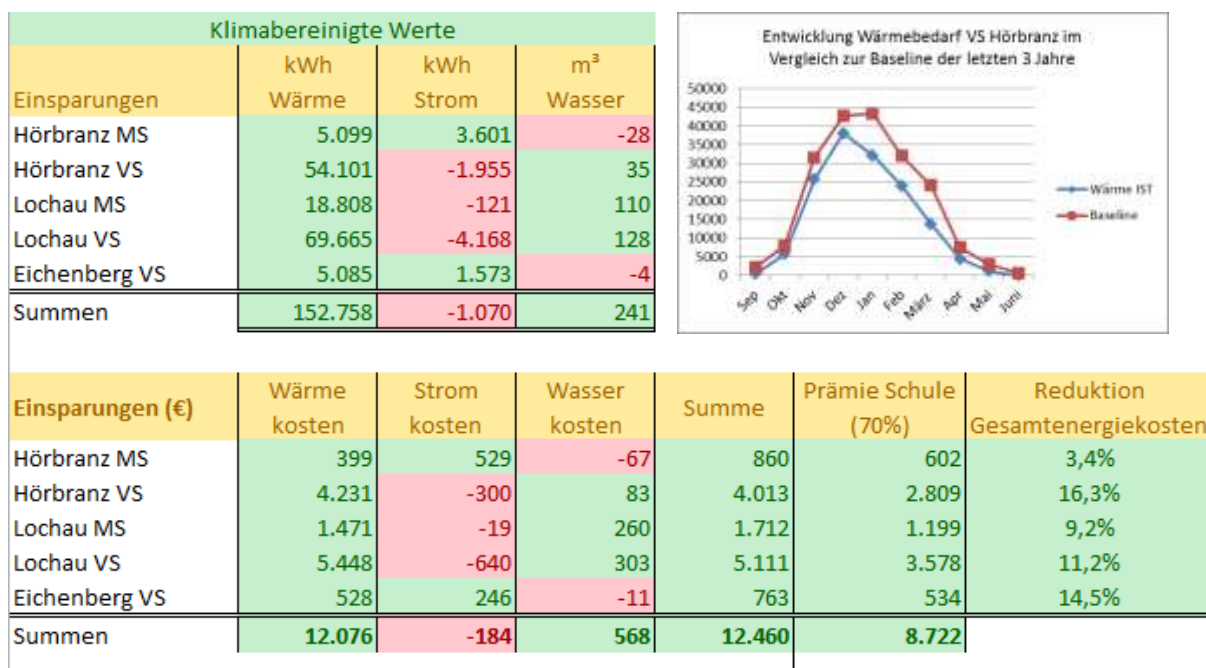 Klimabereinigte Werte
kWh kWh m³
Einsparungen Wärme Strom Wasser
Hörbranz MS 5.099 3.601 -28
Hörbranz VS 54.101 -1.955 35
Lochau MS 18.808 -121 110
Lochau VS 69.665 -4.168 128
Eichenberg VS 5.085 1.573 -4
Summen 152.758 -1.070 241
Entwicklung Wärmebedarf VS Hörbranz im
Vergleich zur Baseline der letzten 3 Jahre
50000
45000
40000
35000
30000
25000
20000
15000
10000
5000
0
Sep Okt Nov Dez Jan Feb März Apr Mai Juni
Wärme IST
Baseline
Einsparungen (€) Wärme kosten Strom kosten Wasser kosten Summe Prämie Schule (70%) Reduktion Gesamtenergiekosten
Hörbranz MS 399 529 -67 860 602 3,4%
Hörbranz VS 4.231 -300 83 4.013 2.809 16,3%
Lochau MS 1.471 -19 260 1.712 1.199 9,2%
Lochau VS 5.448 -640 303 5.111 3.578 11,2%
Eichenberg VS 528 246 -11 763 534 14,5%
Summen 12.076 -184 568 12.460 8.722